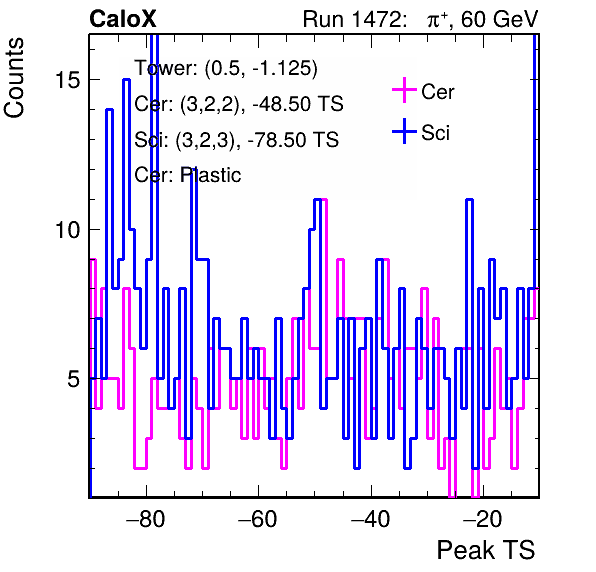 CaloX Run 1472: π⁺, 60 GeV
Counts
Tower: (0.5, -1.125)
Cer: (3,2,2), -48.50 TS
Sci: (3,2,3), -78.50 TS
Cer: Plastic
Cer
Sci
15
10
5
−80 −60 −40 −20
Peak TS